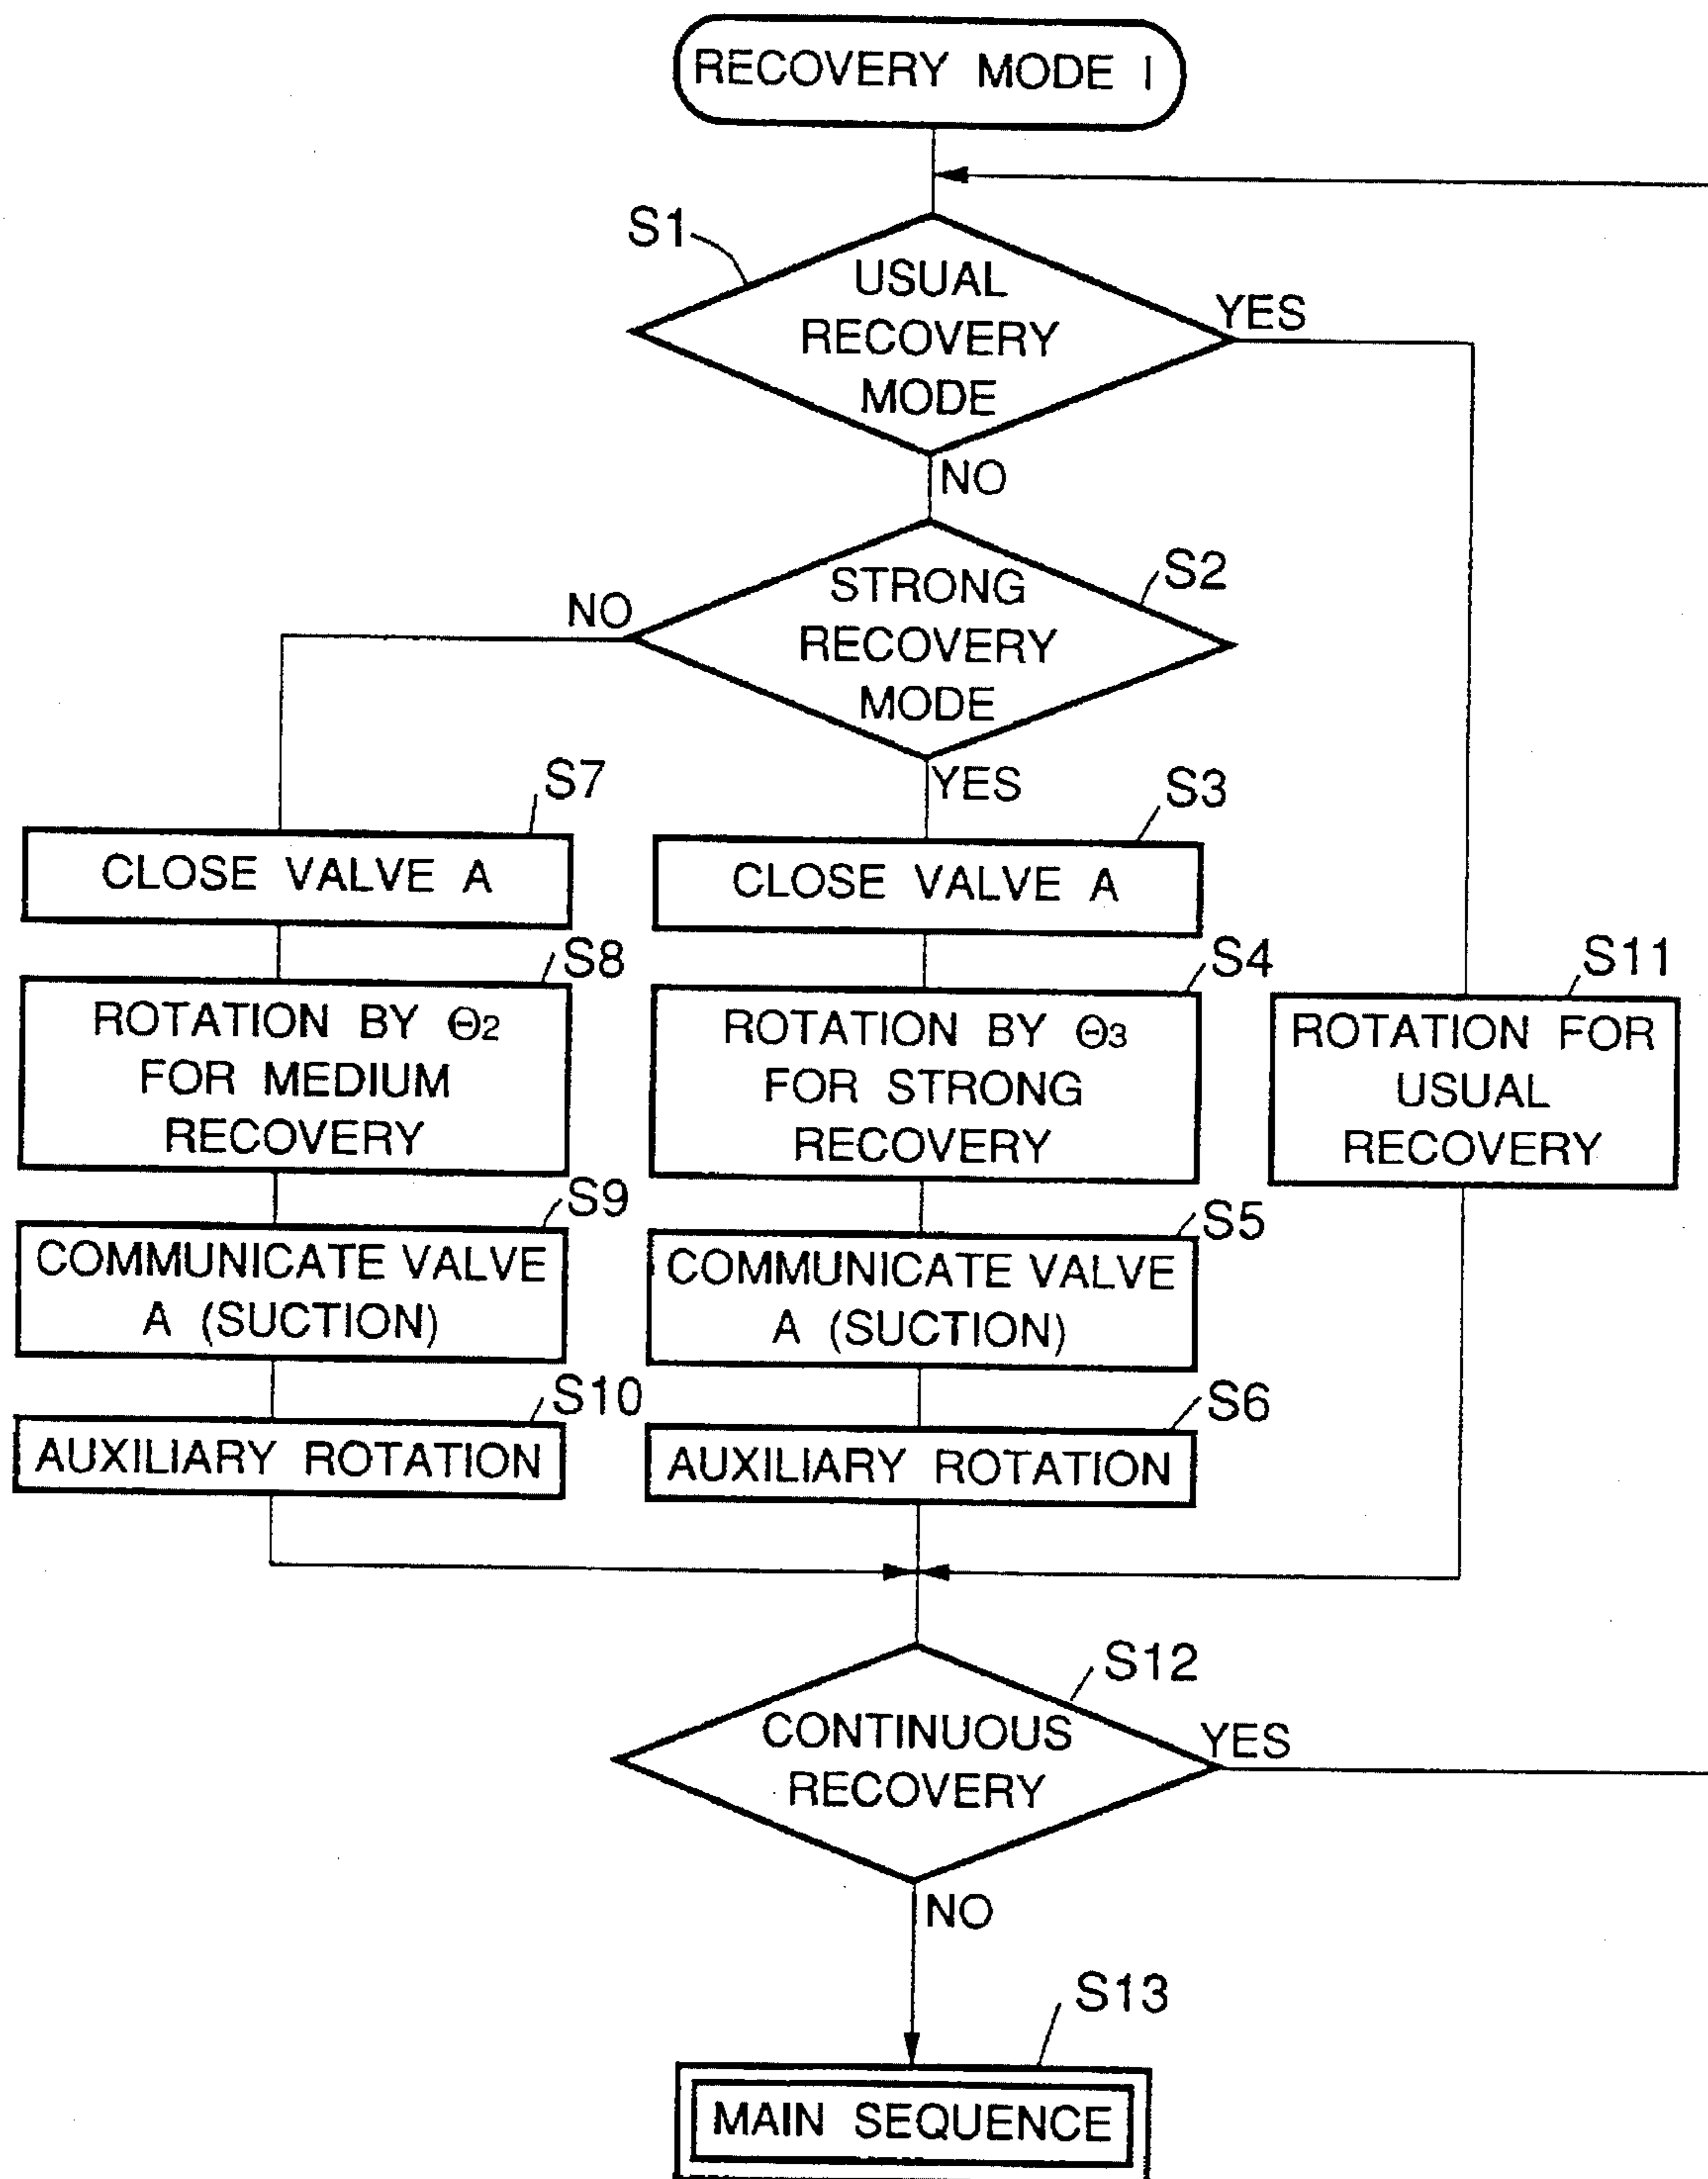 RECOVERY MODE I
S1
USUAL
RECOVERY
MODE
YES
NO
S2
STRONG
RECOVERY
MODE
NO
YES
S7
CLOSE VALVE A
S3
CLOSE VALVE A
S8
ROTATION BY Θ2
FOR MEDIUM
RECOVERY
S4
ROTATION BY Θ3
FOR STRONG
RECOVERY
S11
ROTATION FOR
USUAL
RECOVERY
S9
COMMUNICATE VALVE
A (SUCTION)
S5
COMMUNICATE VALVE
A (SUCTION)
S10
AUXILIARY ROTATION
S6
AUXILIARY ROTATION
S12
CONTINUOUS
RECOVERY
YES
NO
S13
MAIN SEQUENCE